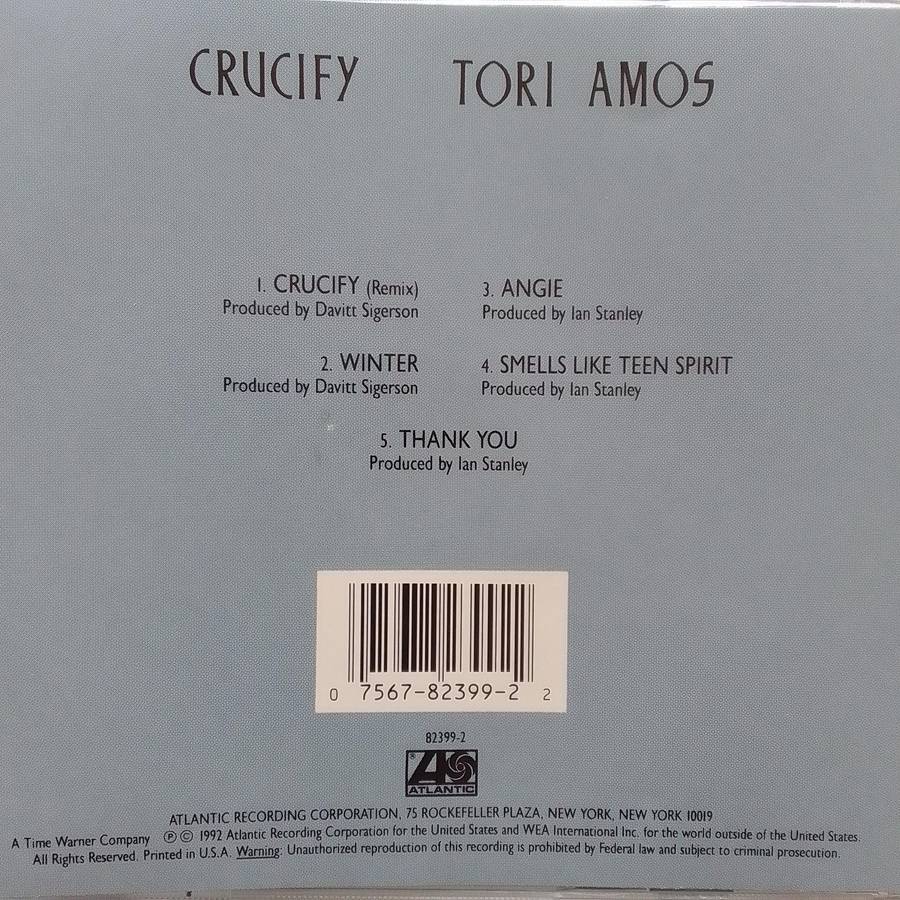 CRUCIFY TORI AMOS
1. CRUCIFY (Remix)
Produced by Davitt Sigerson
2. WINTER
Produced by Davitt Sigerson
3. ANGIE
Produced by Ian Stanley
4. SMELLS LIKE TEEN SPIRIT
Produced by Ian Stanley
5. THANK YOU
Produced by Ian Stanley
0 7567-82399-2 2
82399-2
® ATLANTIC
ATLANTIC RECORDING CORPORATION, 75 ROCKEFELLER PLAZA, NEW YORK, NEW YORK 10019
A Time Warner Company ℗ © 1992 Atlantic Recording Corporation for the United States and WEA International Inc. for the world outside of the United States.
All Rights Reserved. Printed in U.S.A. Warning: Unauthorized reproduction of this recording is prohibited by Federal law and subject to criminal prosecution.